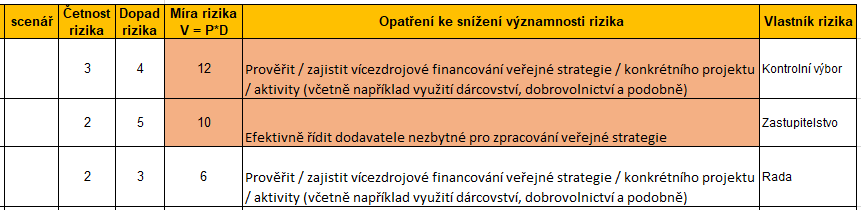 scenář Četnost rizika Dopad rizika Míra rizika V = P*D Opatření ke snížení významnosti rizika Vlastník rizika
3 4 12 Prověřit / zajistit vícezdrojové financování veřejné strategie / konkrétního projektu / aktivity (včetně například využití dárcovství, dobrovolnictví a podobně) Kontrolní výbor
2 5 10 Efektivně řídit dodavatele nezbytné pro zpracování veřejné strategie Zastupitelstvo
2 3 6 Prověřit / zajistit vícezdrojové financování veřejné strategie / konkrétního projektu / aktivity (včetně například využití dárcovství, dobrovolnictví a podobně) Rada